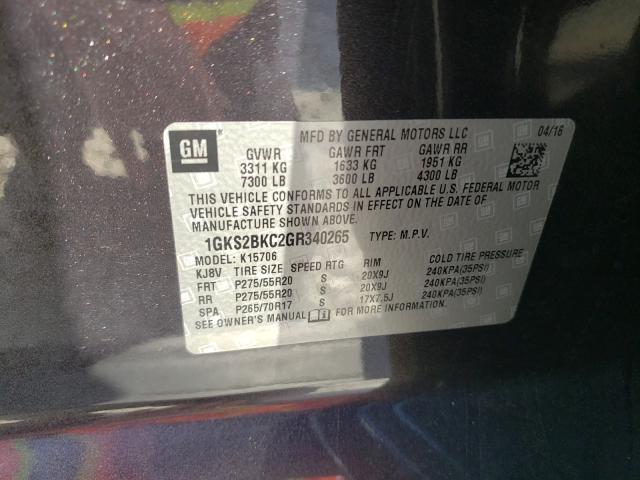 GM
MFD BY GENERAL MOTORS LLC 04/16
GVWR GAWR FRT GAWR RR
3311 KG 1633 KG 1951 KG
7300 LB 3600 LB 4300 LB
THIS VEHICLE CONFORMS TO ALL APPLICABLE U.S. FEDERAL MOTOR
VEHICLE SAFETY STANDARDS IN EFFECT ON THE DATE OF
MANUFACTURE SHOWN ABOVE.
1GKS2BKC2GR340265 TYPE: M.P.V.
MODEL: K15706
KJ8V TIRE SIZE SPEED RTG RIM COLD TIRE PRESSURE
FRT P275/55R20 S 20X9J 240KPA(35PSI)
RR P275/55R20 S 20X9J 240KPA(35PSI)
SPA P265/70R17 S 17X7.5J 240KPA(35PSI)
SEE OWNER'S MANUAL FOR MORE INFORMATION.